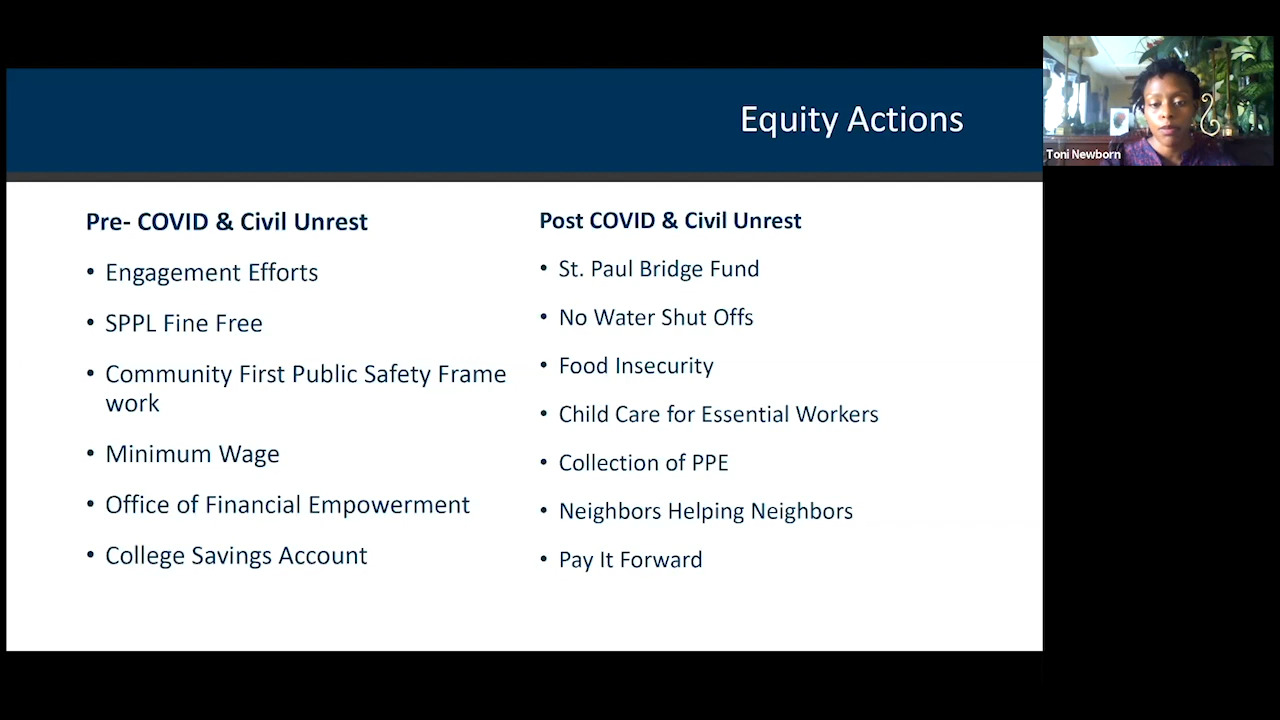 Equity Actions
Toni Newborn
Pre- COVID & Civil Unrest
• Engagement Efforts
• SPPL Fine Free
• Community First Public Safety Frame
work
• Minimum Wage
• Office of Financial Empowerment
• College Savings Account
Post COVID & Civil Unrest
• St. Paul Bridge Fund
• No Water Shut Offs
• Food Insecurity
• Child Care for Essential Workers
• Collection of PPE
• Neighbors Helping Neighbors
• Pay It Forward